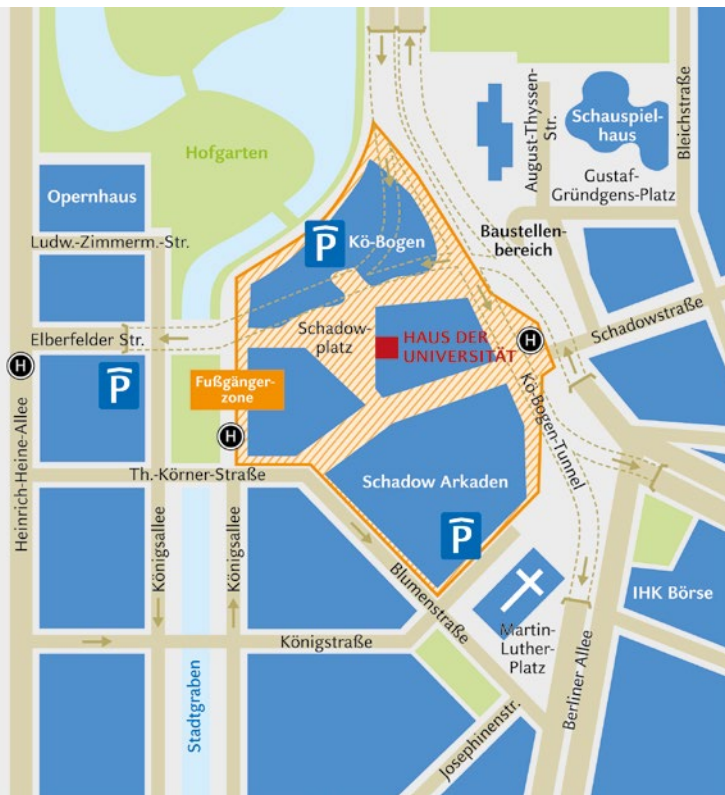 Hofgarten
August-Thyssen-
Str.
Schauspiel-
haus
Bleichstraße
Gustaf-
Gründgens-Platz
Opernhaus
Ludw.-Zimmerm.-Str.
P
Kö-Bogen
Baustellen-
bereich
Elberfelder Str.
Schadow-
platz
HAUS DER
UNIVERSITÄT
H
Schadowstraße
H
P
Fußgänger-
zone
H
Kö-Bogen-Tunnel
Heinrich-Heine-Allee
Th.-Körner-Straße
Schadow Arkaden
P
Königsallee
Königsallee
Blumenstraße
IHK Börse
Königstraße
Martin-
Luther-
Platz
Berliner Allee
Stadtgraben
Josephinenstr.